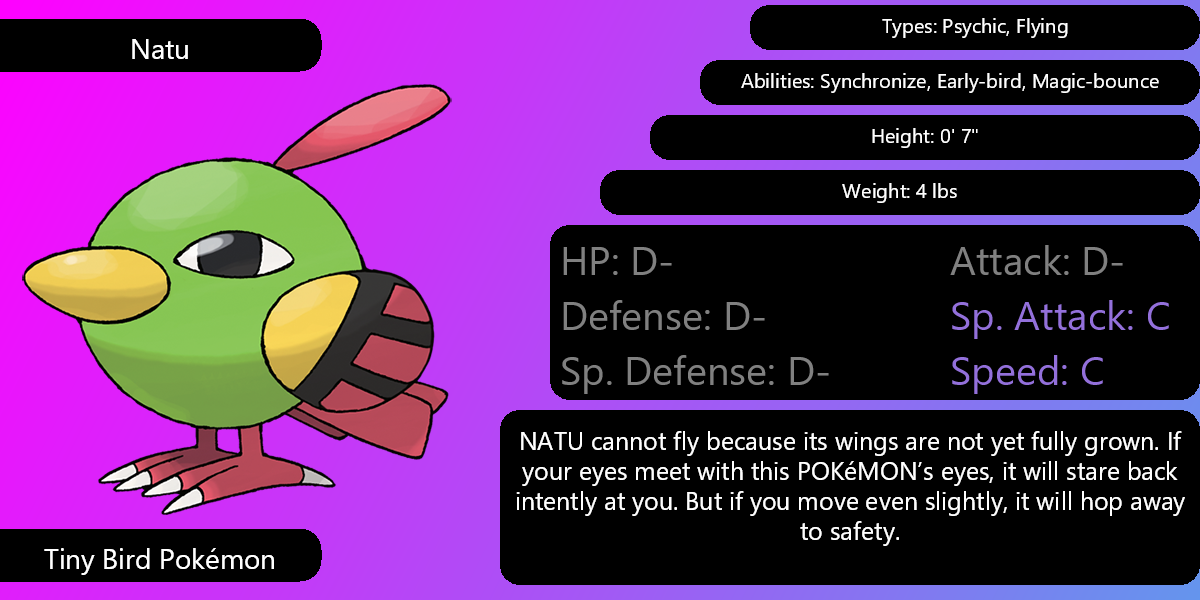 Natu
Types: Psychic, Flying
Abilities: Synchronize, Early-bird, Magic-bounce
Height: 0' 7"
Weight: 4 lbs
HP: D-
Attack: D-
Defense: D-
Sp. Attack: C
Sp. Defense: D-
Speed: C
NATU cannot fly because its wings are not yet fully grown. If
your eyes meet with this POKéMON’s eyes, it will stare back
intently at you. But if you move even slightly, it will hop away
to safety.
Tiny Bird Pokémon